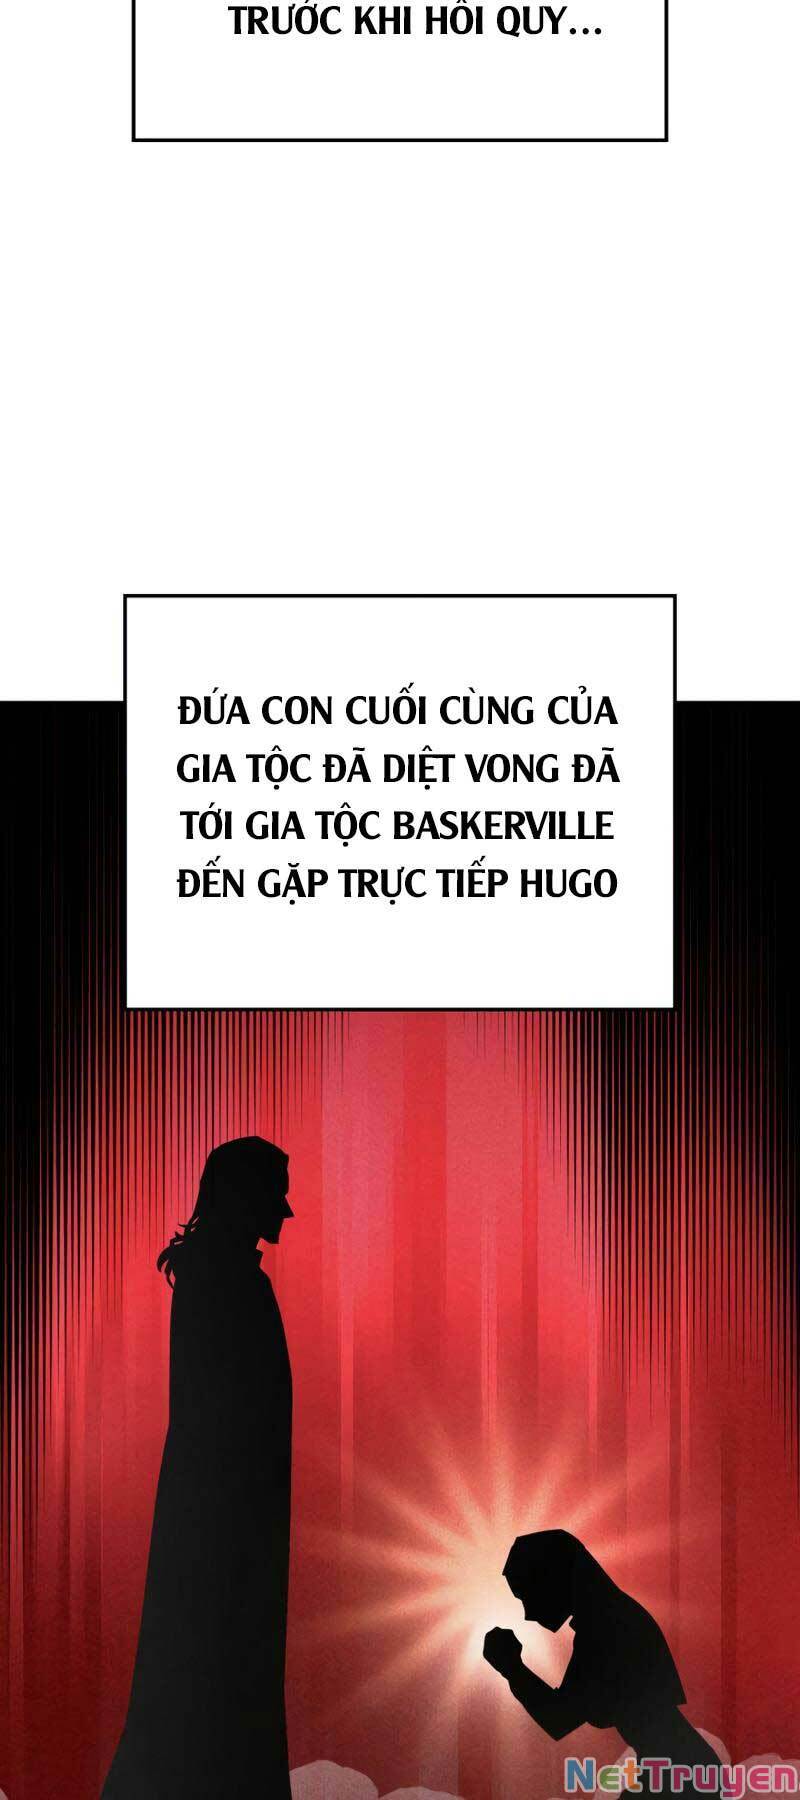 TRƯỚC KHI HỒI QUY...
ĐỨA CON CUỐI CÙNG CỦA
GIA TỘC ĐÃ DIỆT VONG ĐÃ
TỚI GIA TỘC BASKERVILLE
ĐẾN GẶP TRỰC TIẾP HUGO
NetTruyen